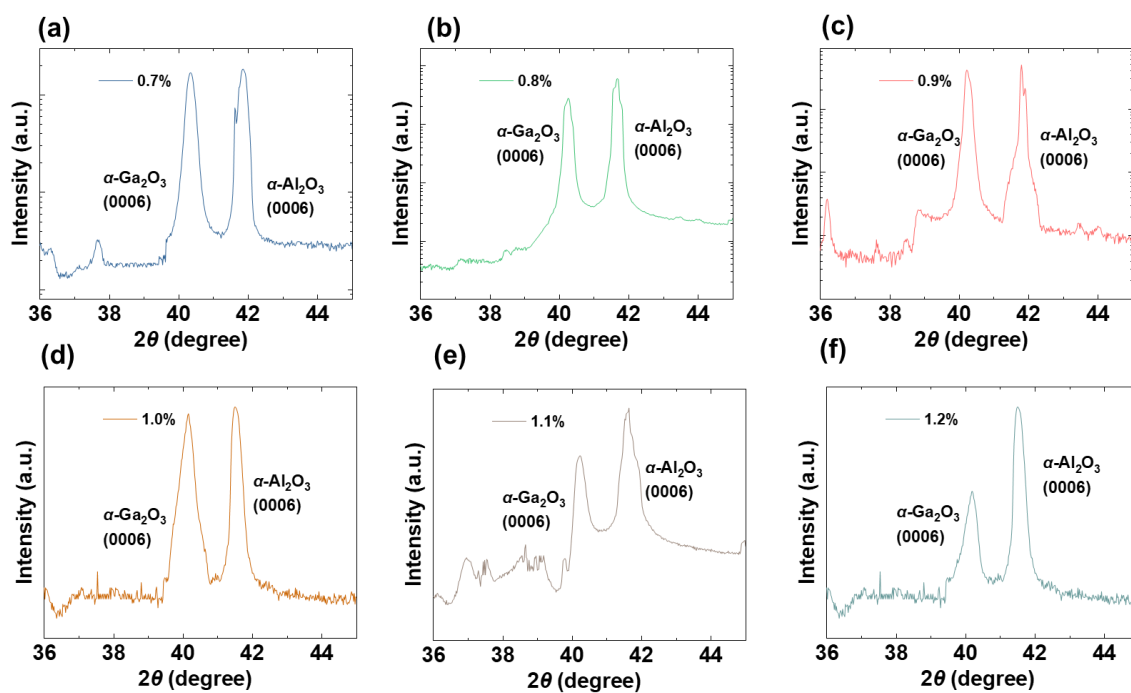 (a)
0.7%
α-Ga₂O₃
(0006)
α-Al₂O₃
(0006)
Intensity (a.u.)
36 38 40 42 44
2θ (degree)
(b)
0.8%
α-Ga₂O₃
(0006)
α-Al₂O₃
(0006)
Intensity (a.u.)
36 38 40 42 44
2θ (degree)
(c)
0.9%
α-Ga₂O₃
(0006)
α-Al₂O₃
(0006)
Intensity (a.u.)
36 38 40 42 44
2θ (degree)
(d)
1.0%
α-Ga₂O₃
(0006)
α-Al₂O₃
(0006)
Intensity (a.u.)
36 38 40 42 44
2θ (degree)
(e)
1.1%
α-Ga₂O₃
(0006)
α-Al₂O₃
(0006)
Intensity (a.u.)
36 38 40 42 44
2θ (degree)
(f)
1.2%
α-Ga₂O₃
(0006)
α-Al₂O₃
(0006)
Intensity (a.u.)
36 38 40 42 44
2θ (degree)